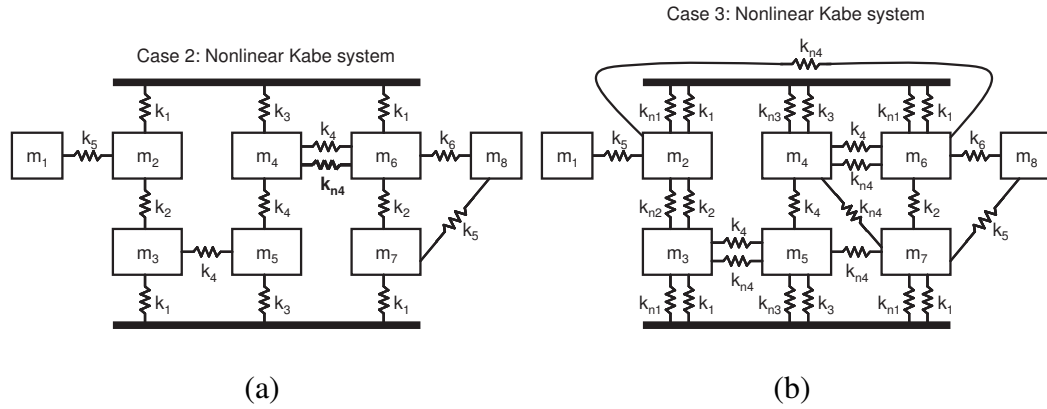 Case 2: Nonlinear Kabe system
k1 k3 k1
k5 k4 k6
m1 m2 m4 m6 m8
kn4
k2 k4 k2 k5
m3 m5 m7
k4
k1 k3 k1
(a)
Case 3: Nonlinear Kabe system
kn4
kn1 k1 kn3 k3 kn1 k1
k5 k4 k6
m1 m2 m4 m6 m8
kn4
kn2 k2 k4 kn4 k2 k5
k4
m3 m5 m7
kn4 kn4
kn1 k1 kn3 k3 kn1 k1
(b)